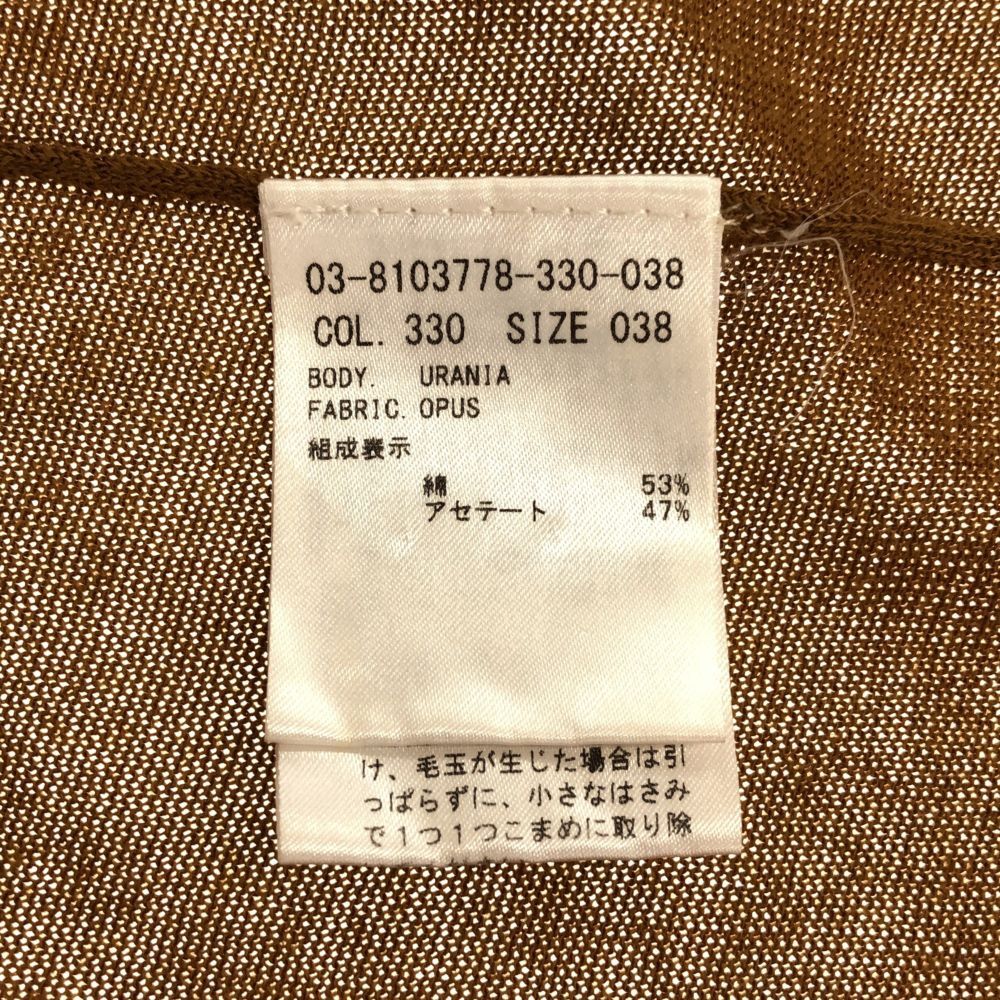 03-8103778-330-038
COL. 330 SIZE 038
BODY. URANIA
FABRIC. OPUS
組成表示
綿 53%
アセテート 47%
け、毛玉が生じた場合は引
っぱらずに、小さなはさみ
で1つ1つこまめに取り除